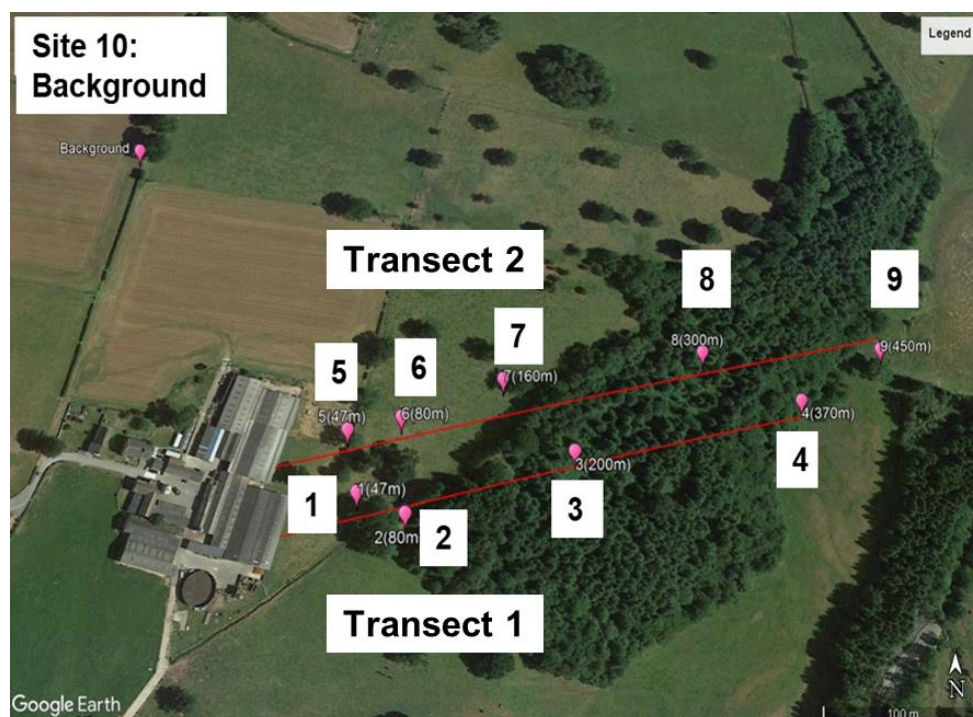 Site 10:
Background
Legend
Background
Transect 2
8
9
7
5
6
8(300m)
9(450m)
7(160m)
5(47m)
6(80m)
4(370m)
3(200m)
4
1
1(47m)
2(80m
2
3
Transect 1
N
Google Earth
100 m